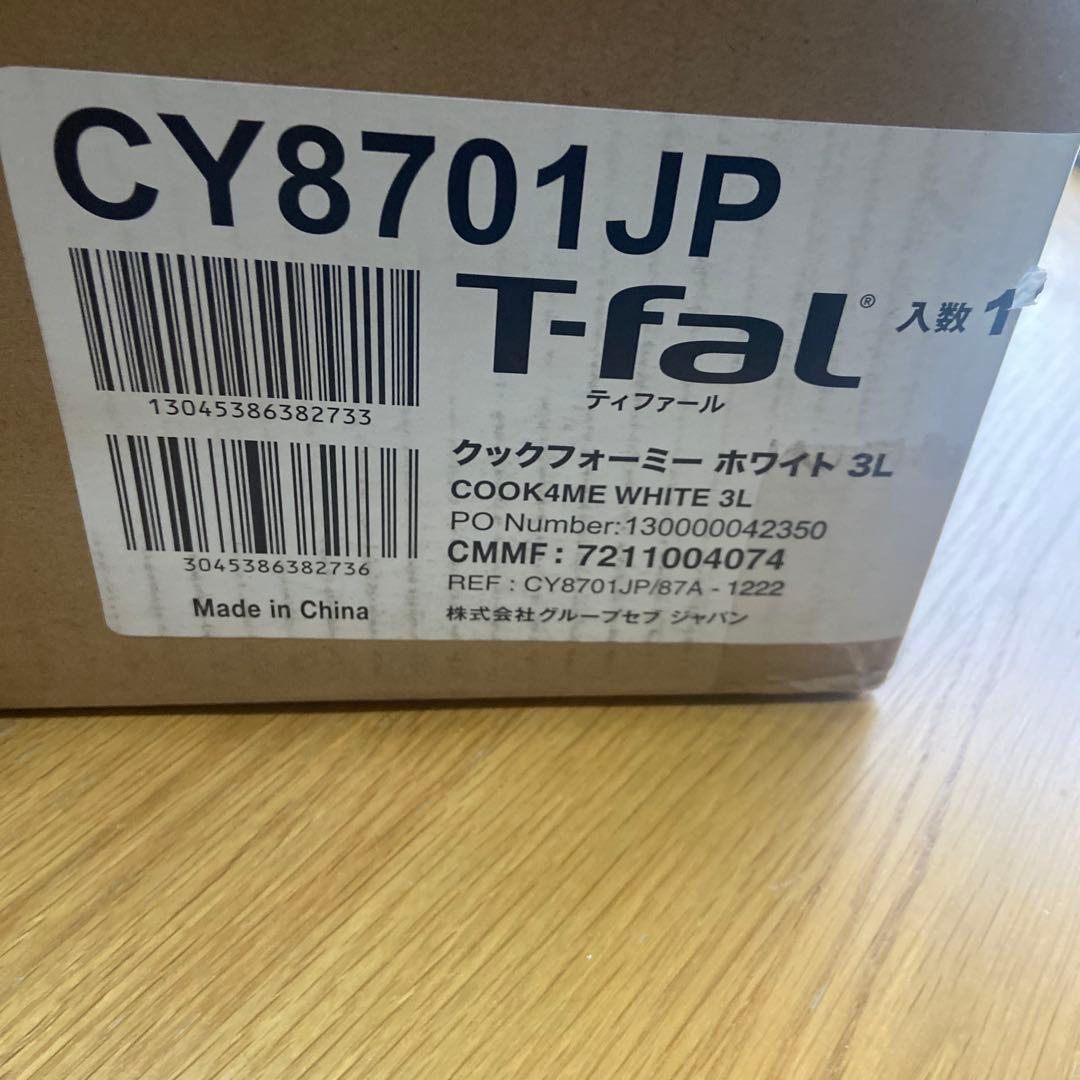 CY8701JP
13045386382733
T-fal® 入数 1
ティファール
クックフォーミー ホワイト 3L
COOK4ME WHITE 3L
PO Number:130000042350
CMMF : 7211004074
REF : CY8701JP/87A - 1222
株式会社グループセブ ジャパン
3045386382736
Made in China